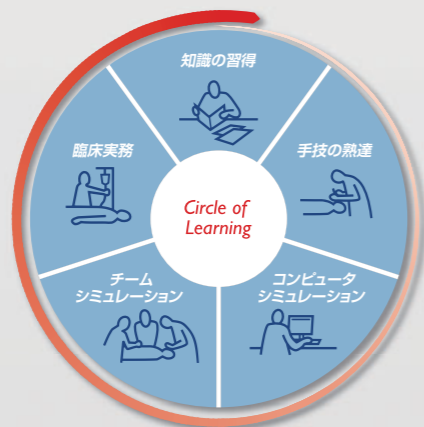 知識の習得
手技の熟達
コンピュータ
シミュレーション
チーム
シミュレーション
臨床実務
Circle of
Learning